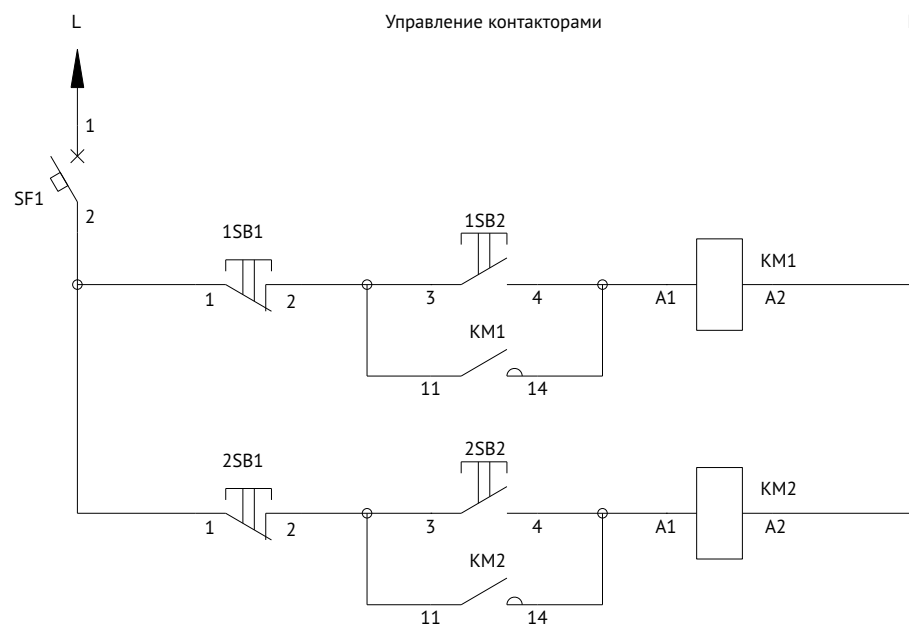 L
Управление контакторами
1
SF1
2
1SB1
1SB2
KM1
1
2
3
4
A1
A2
KM1
11
14
2SB1
2SB2
KM2
1
2
3
4
A1
A2
KM2
11
14